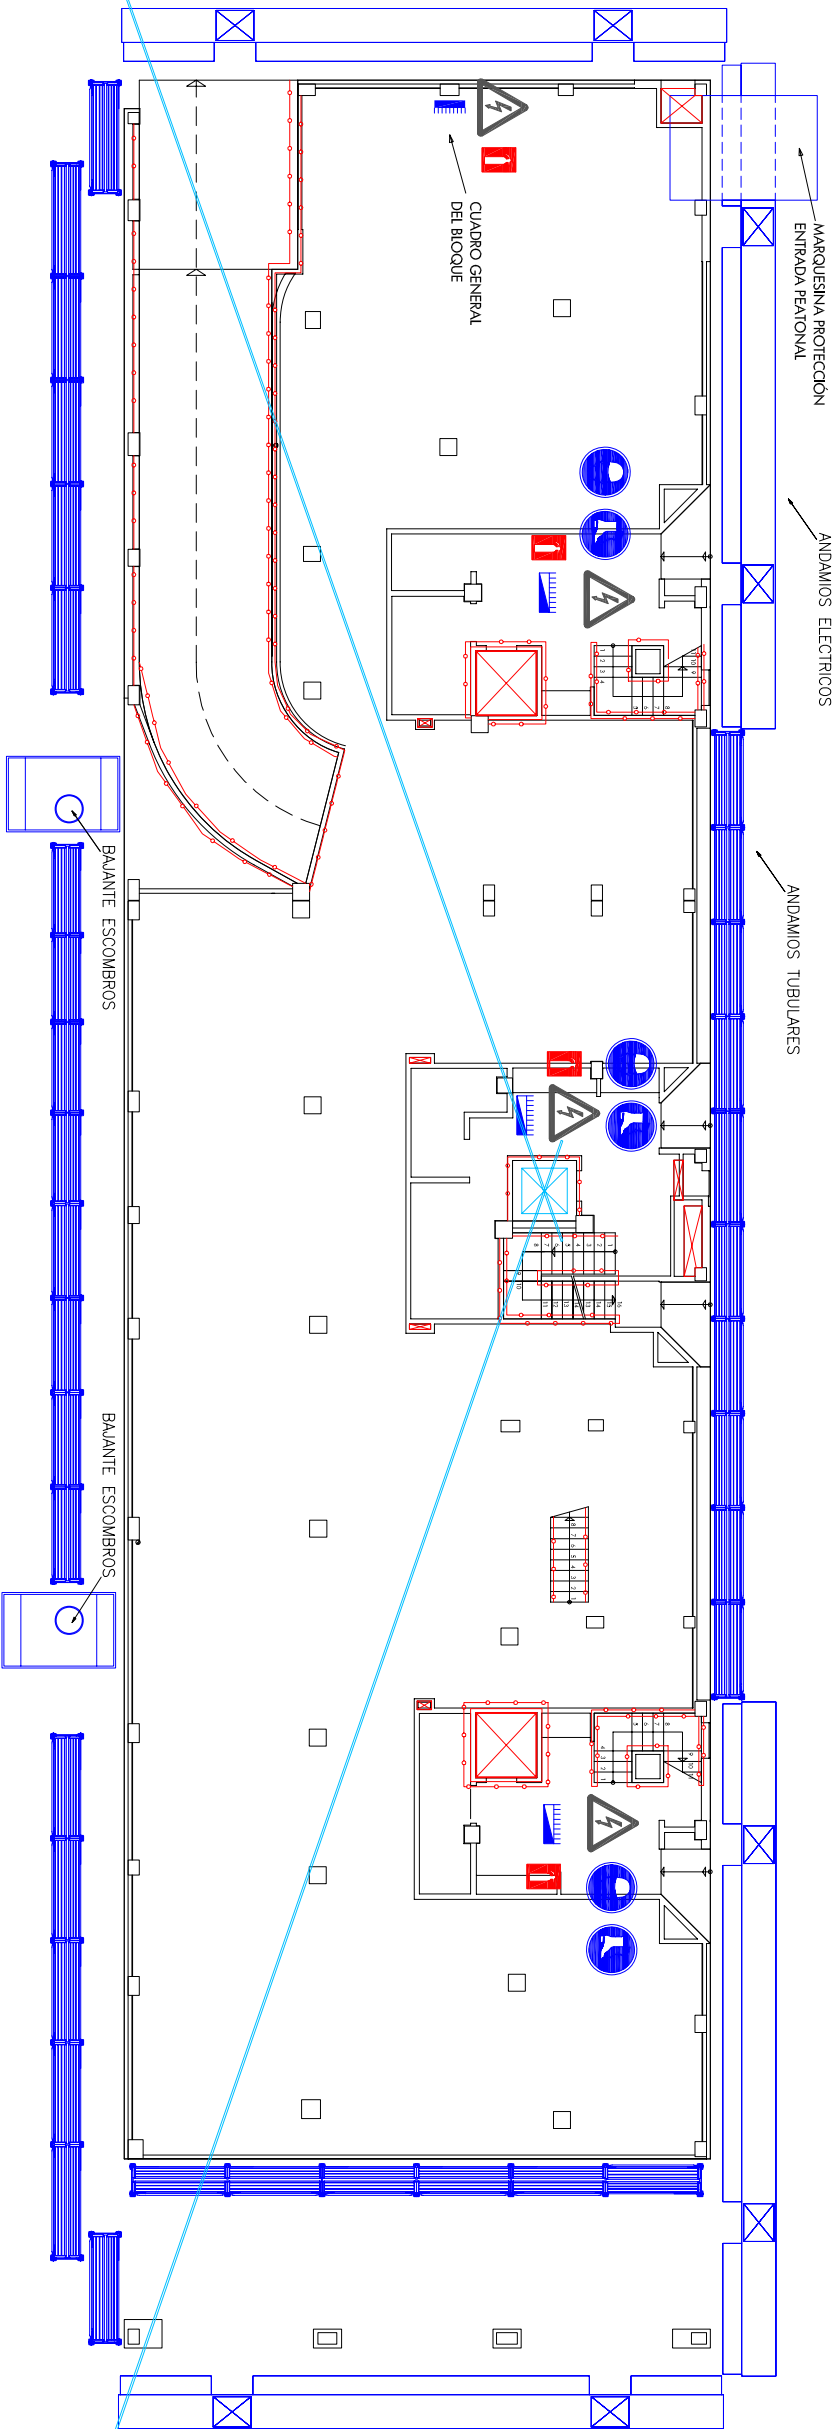 MARQUESINA PROTECCIÓN
ENTRADA PEATONAL
CUADRO GENERAL
DEL BLOQUE
ANDAMIOS ELECTRICOS
ANDAMIOS TUBULARES
BAJANTE ESCOMBROS
BAJANTE ESCOMBROS